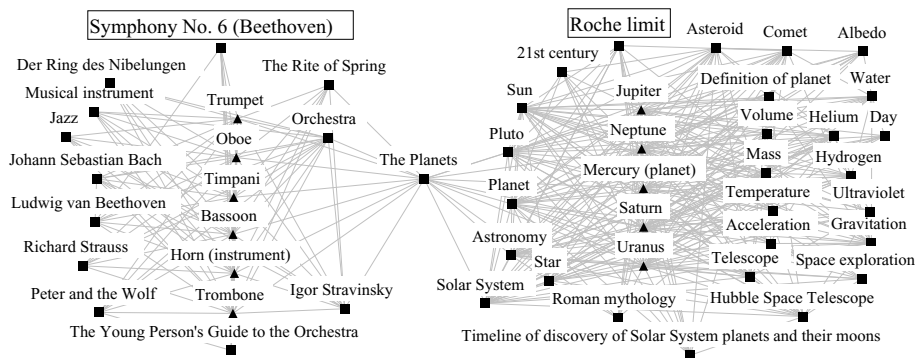 Symphony No. 6 (Beethoven)
Der Ring des Nibelungen
The Rite of Spring
Musical instrument
Trumpet
Jazz
Oboe
Orchestra
Johann Sebastian Bach
Timpani
The Planets
Ludwig van Beethoven
Bassoon
Richard Strauss
Horn (instrument)
Peter and the Wolf
Trombone
Igor Stravinsky
The Young Person's Guide to the Orchestra
Roche limit
Asteroid
Comet
Albedo
21st century
Sun
Jupiter
Definition of planet
Water
Pluto
Neptune
Volume
Helium
Day
Planet
Mercury (planet)
Mass
Hydrogen
Saturn
Temperature
Ultraviolet
Astronomy
Uranus
Acceleration
Gravitation
Star
Telescope
Space exploration
Solar System
Roman mythology
Hubble Space Telescope
Timeline of discovery of Solar System planets and their moons